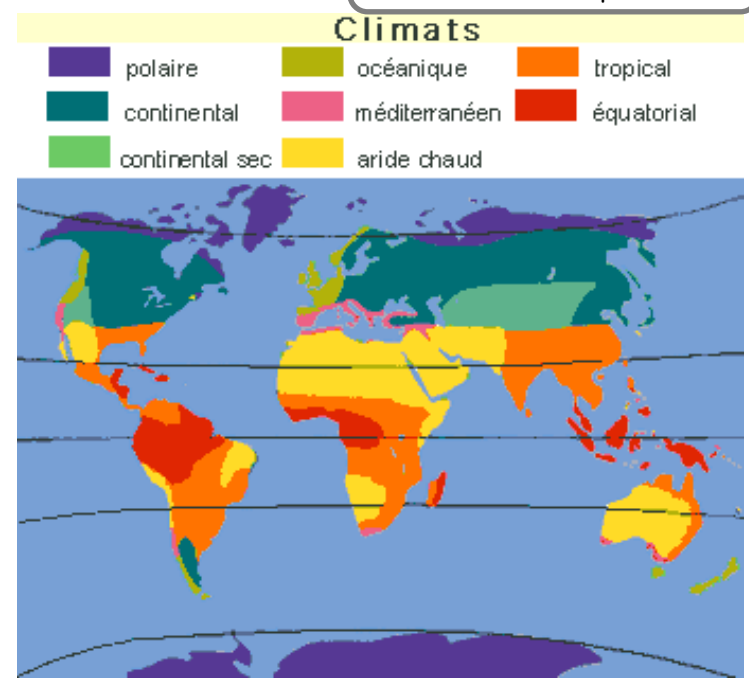 Climats
polaire océanique tropical
continental méditerranéen équatorial
continental sec aride chaud